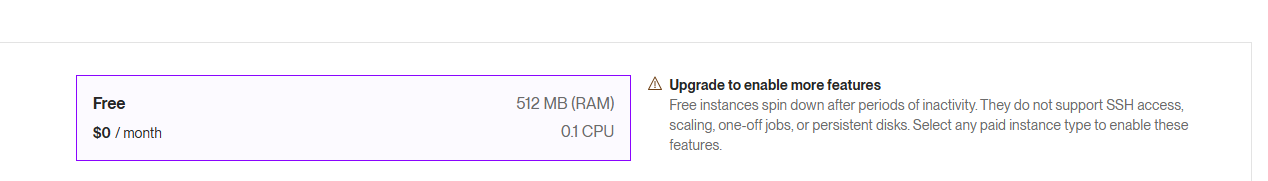 Free
512 MB (RAM)
$0 / month
0.1 CPU
Upgrade to enable more features
Free instances spin down after periods of inactivity. They do not support SSH access,
scaling, one-off jobs, or persistent disks. Select any paid instance type to enable these
features.